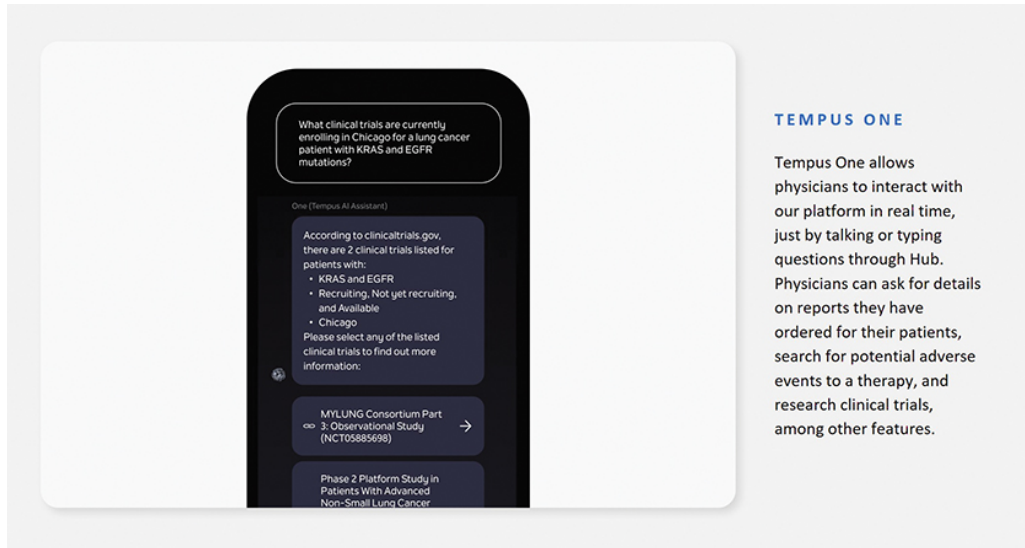 What clinical trials are currently
enrolling in Chicago for a lung cancer
patient with KRAS and EGFR
mutations?
One (Tempus AI Assistant)
According to clinicaltrial.gov,
there are 2 clinical trials listed for
patients with:
• KRAS and EGFR
• Recruiting, Not yet recruiting,
and Available
• Chicago
Please select any of the listed
clinical trials to find out more
information:
MYLUNG Consortium Part
3: Observational Study
(NCT05885698)
Phase 2 Platform Study in
Patients With Advanced
Non-Small Lung Cancer
TEMPUS ONE
Tempus One allows
physicians to interact with
our platform in real time,
just by talking or typing
questions through Hub.
Physicians can ask for details
on reports they have
ordered for their patients,
search for potential adverse
events to a therapy, and
research clinical trials,
among other features.